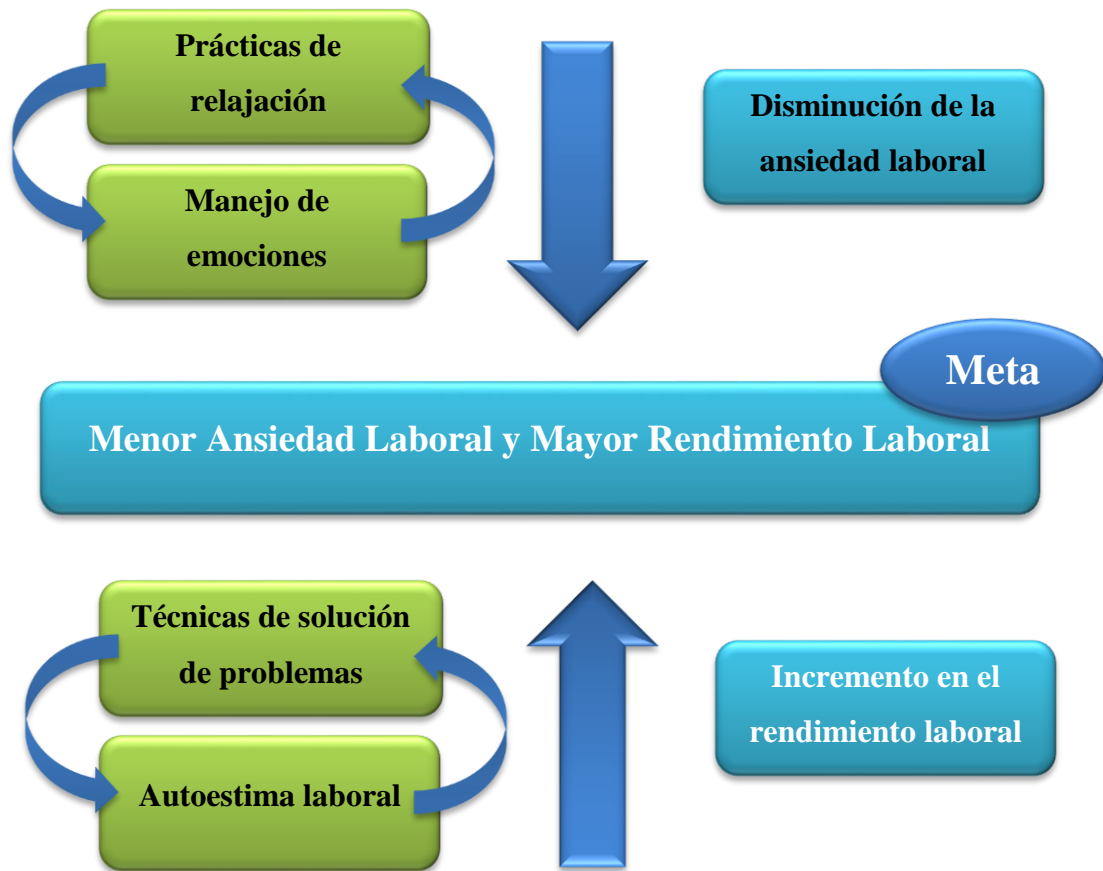 Prácticas de
relajación
Manejo de
emociones
Disminución de la
ansiedad laboral
Meta
Menor Ansiedad Laboral y Mayor Rendimiento Laboral
Técnicas de solución
de problemas
Autoestima laboral
Incremento en el
rendimiento laboral